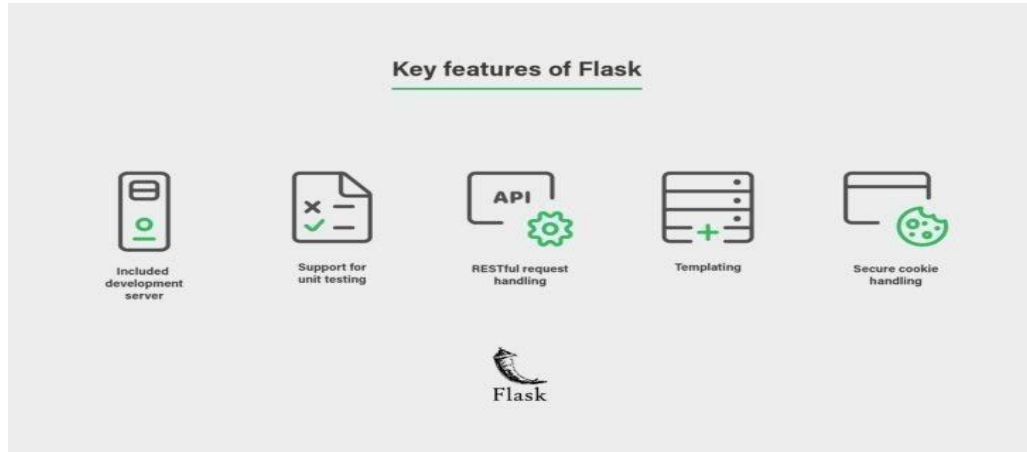 Key features of Flask
API
Included
development
server
Support for
unit testing
RESTful request
handling
Templating
Secure cookie
handling
Flask